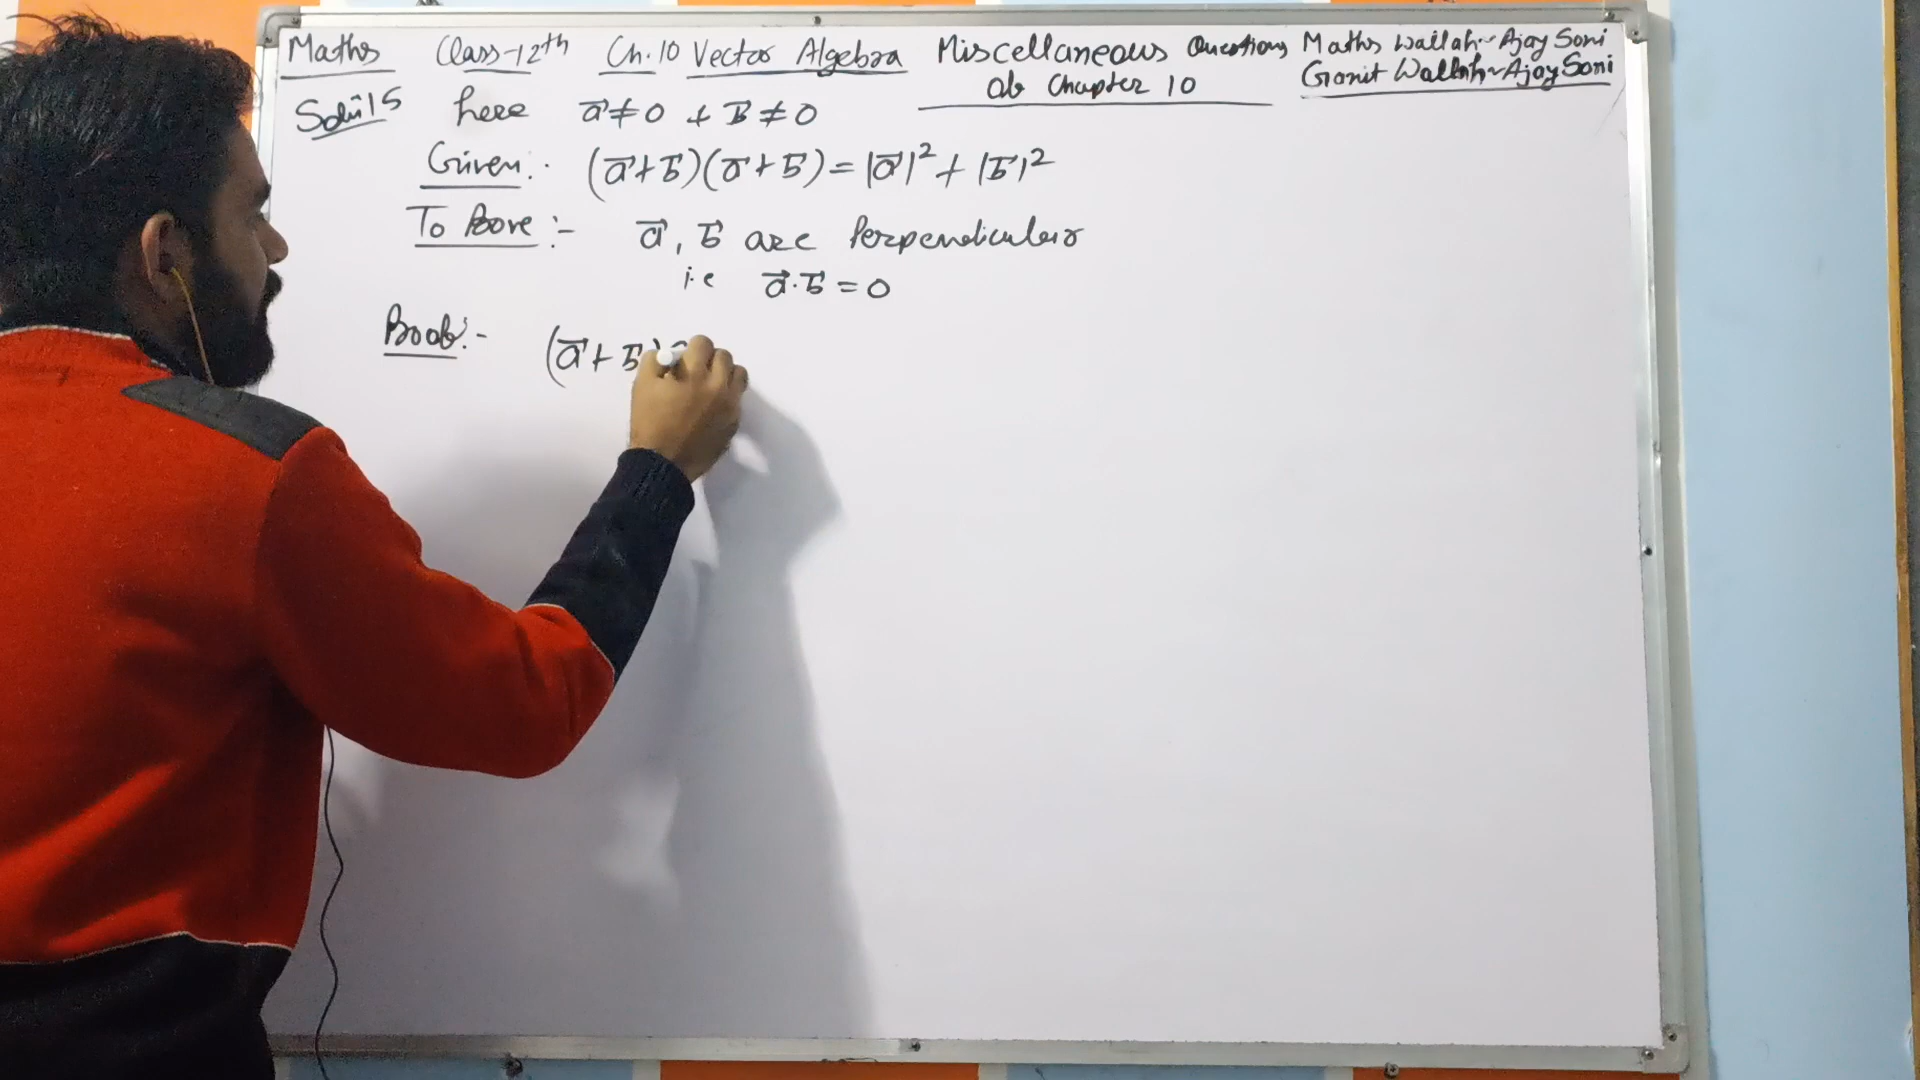 Maths Class-12th Ch.10 Vector Algebra Miscellaneous Questions of Chapter 10
Maths Wallah~Ajay Soni
Ganit Wallah~Ajay Soni
Soln 15 here a⃗≠0 + b⃗≠0
Given:- (a⃗+b⃗)(a⃗+b⃗)=|a⃗|²+|b⃗|²
To Prove:- a⃗, b⃗ are Perpendicular
i.e a⃗.b⃗=0
Proof:- (a⃗+b⃗)